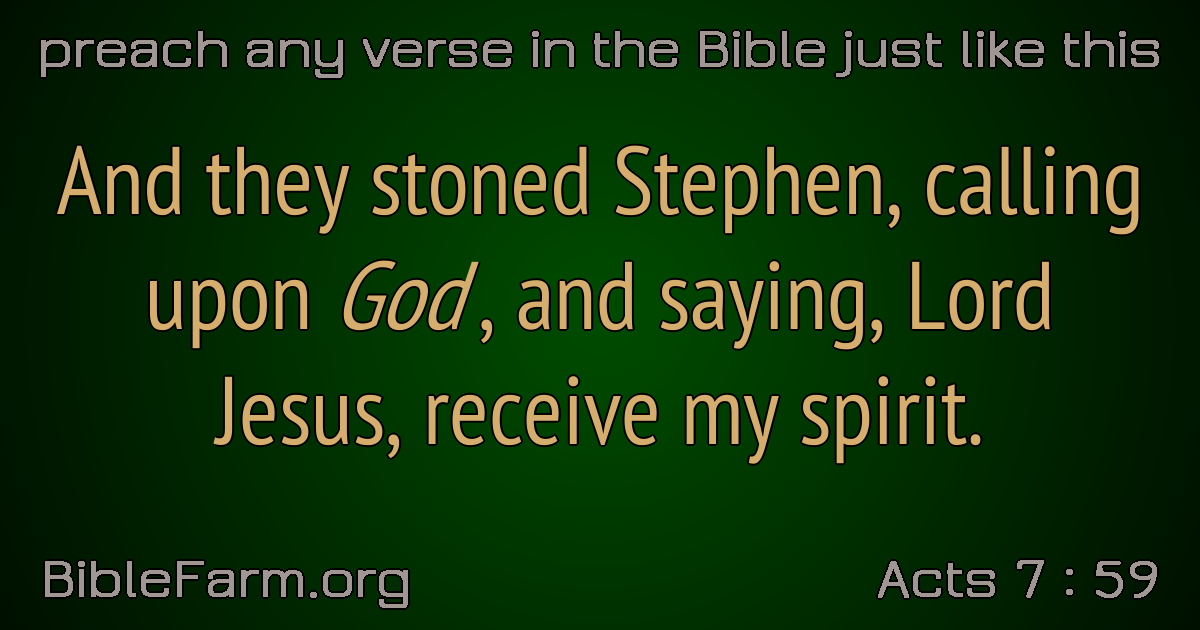 preach any verse in the Bible just like this
And they stoned Stephen, calling
upon God , and saying, Lord
Jesus, receive my spirit.
BibleFarm.org
Acts 7 : 59